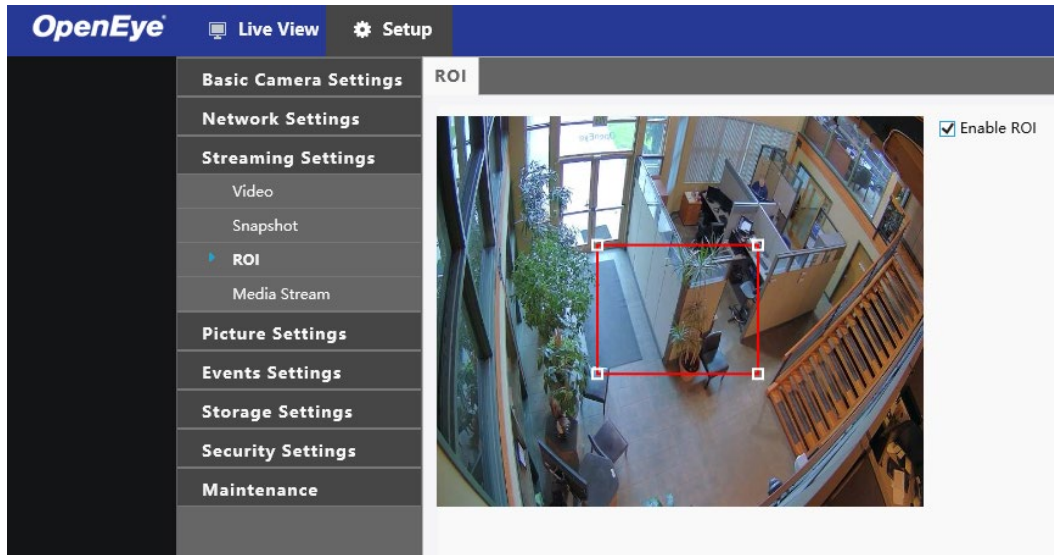 OpenEye
Live View
Setup
Basic Camera Settings
Network Settings
Streaming Settings
Video
Snapshot
ROI
Media Stream
Picture Settings
Events Settings
Storage Settings
Security Settings
Maintenance
ROI
Enable ROI